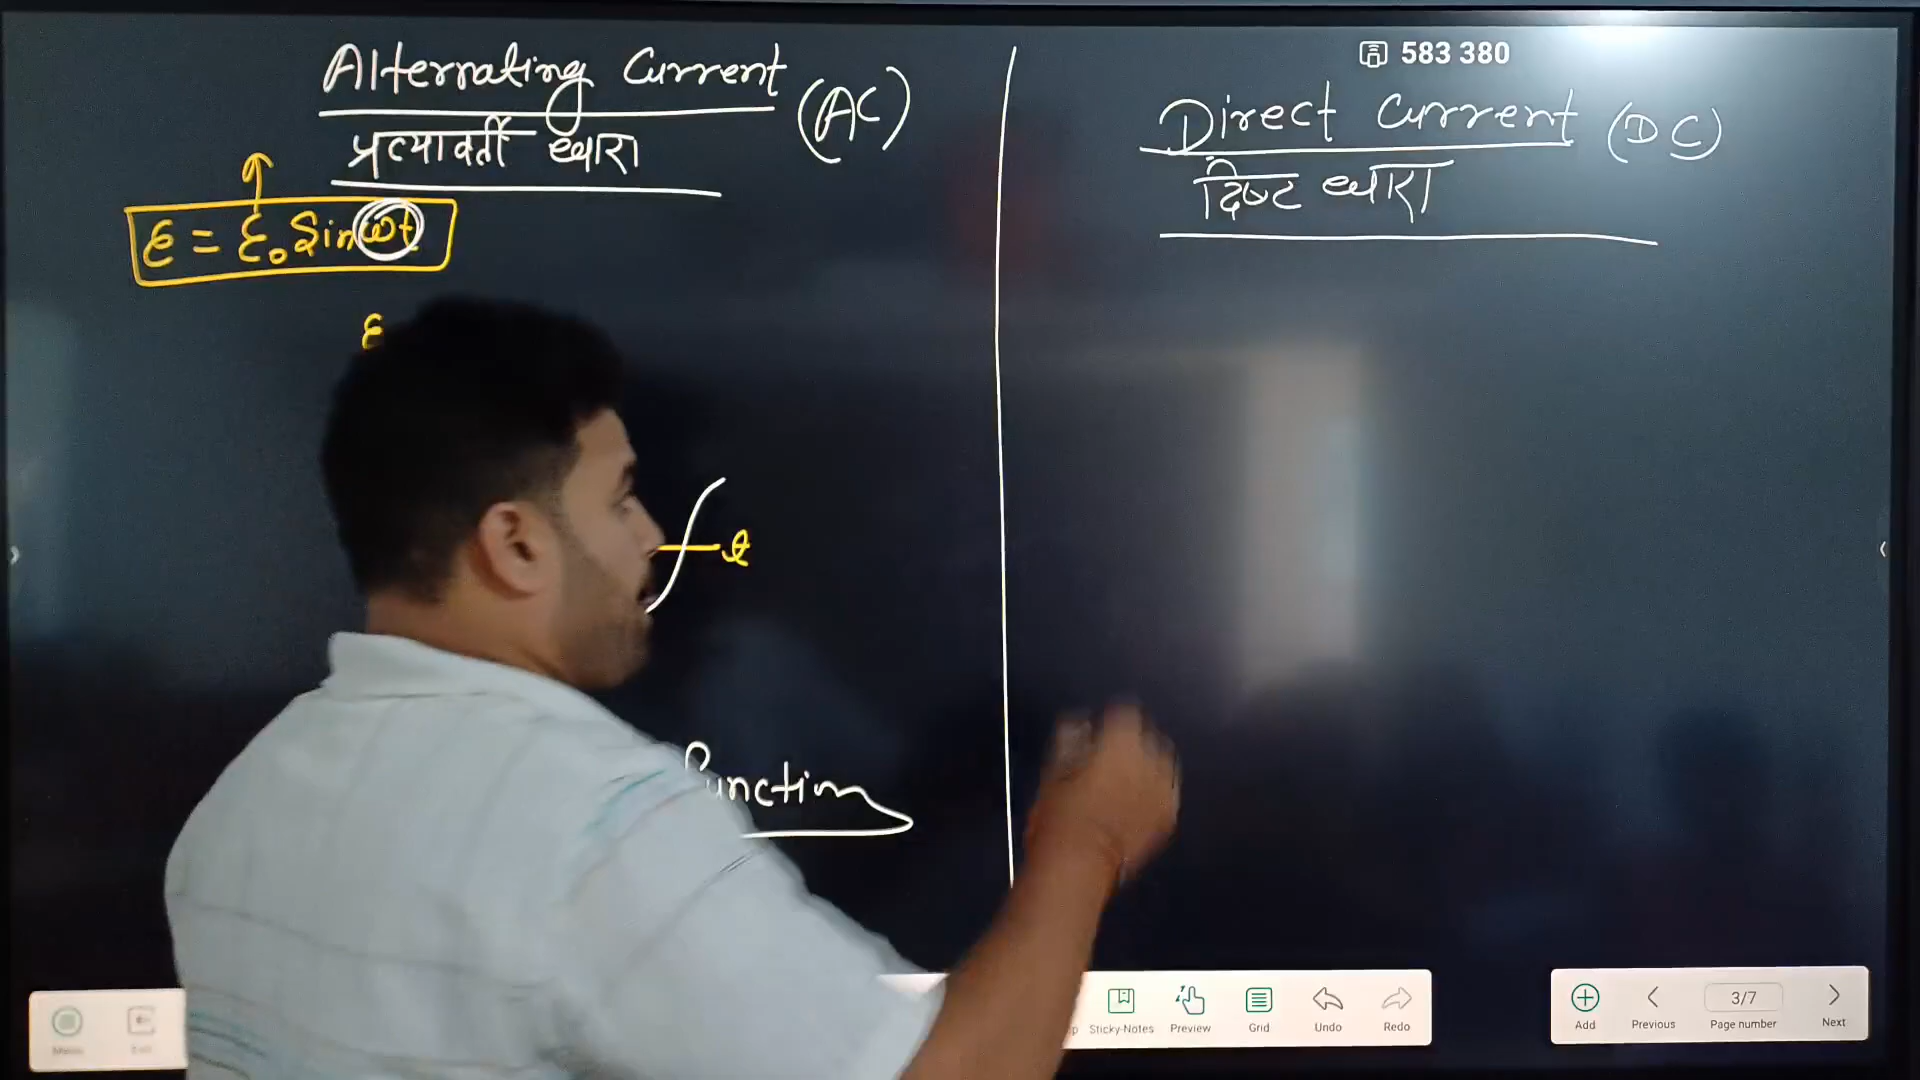 Alternating Current (AC)
प्रत्यावर्ती धारा
ε = ε₀ Sin ωt
ε
t
function
583 380
Direct Current (DC)
दिष्ट धारा
Sticky-Notes
Preview
Grid
Undo
Redo
Add
Previous
3/7
Page number
Next